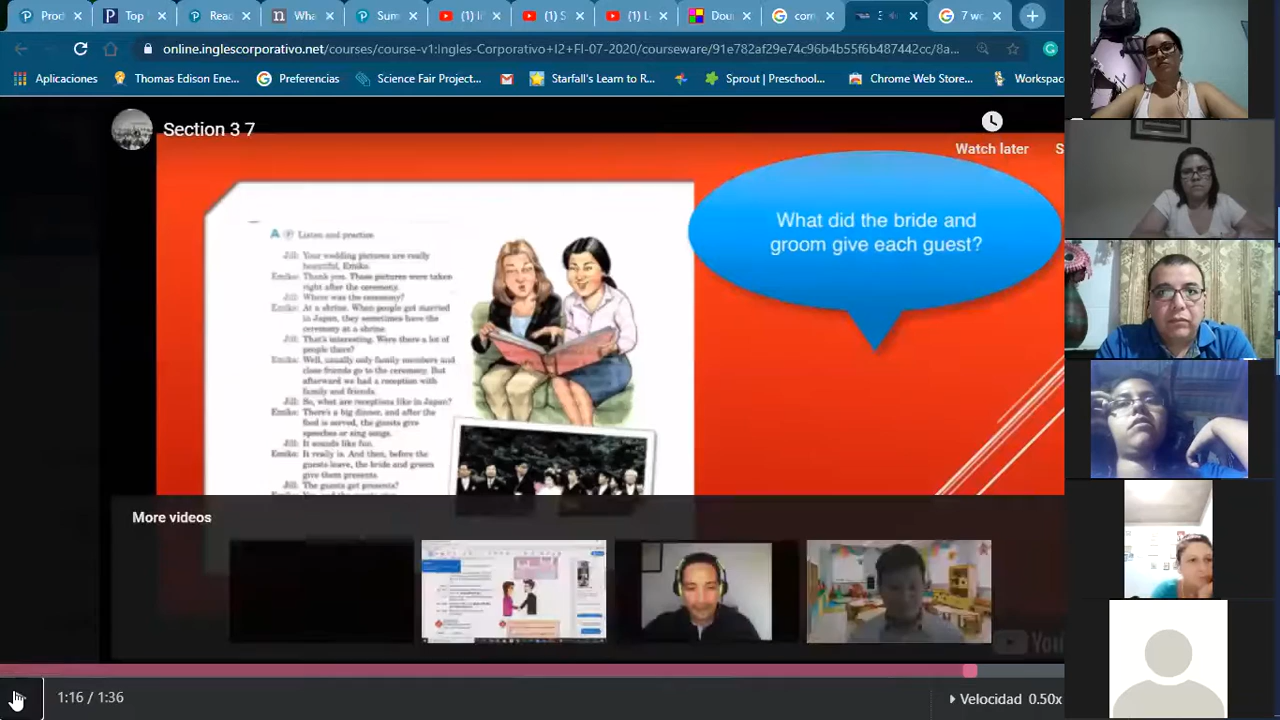 Prod
Top
Read
Wha
Sum
(1) li
(1) S
(1) L
Dou
com
S
7 wo
online.inglescorporativo.net/courses/course-v1:Ingles-Corporativo+I2+FI-07-2020/courseware/91e782af29e74c96b4b55f6b487442cc/8a...
Aplicaciones
Thomas Edison Ene...
Preferencias
Science Fair Project...
Starfall's Learn to R...
Sprout | Preschool...
Chrome Web Store...
Workspac
Section 3 7
Watch later
S
What did the bride and
groom give each guest?
A Listen and practice
Jill: Your wedding pictures are really
beautiful, Emiko.
Emiko: Thank you. Those pictures were taken
right after the ceremony.
Jill: Where was the ceremony?
Emiko: At a shrine. When people get married
in Japan, they sometimes have the
ceremony at a shrine.
Jill: That's interesting. Were there a lot of
people there?
Emiko: Well, usually only family members and
close friends go to the ceremony. But
afterward we had a reception with
family and friends.
Jill: So, what are receptions like in Japan?
Emiko: There's a big dinner, and after the
food is served, the guests give
speeches or sing songs.
Jill: It sounds like fun.
Emiko: It really is. And then, before the
guests leave, the bride and groom
give them presents.
Jill: The guests get presents?
More videos
You
1:16 / 1:36
Velocidad 0.50x